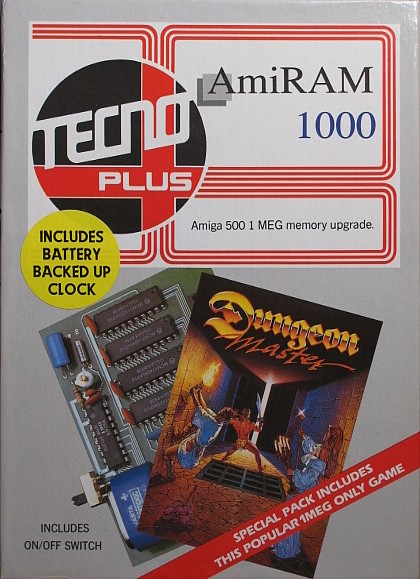 AmiRAM
1000
TECNO
PLUS
Amiga 500 1 MEG memory upgrade.
INCLUDES
BATTERY
BACKED UP
CLOCK
Dungeon
Master
INCLUDES
ON/OFF SWITCH
SPECIAL PACK INCLUDES
THIS POPULAR 1MEG ONLY GAME